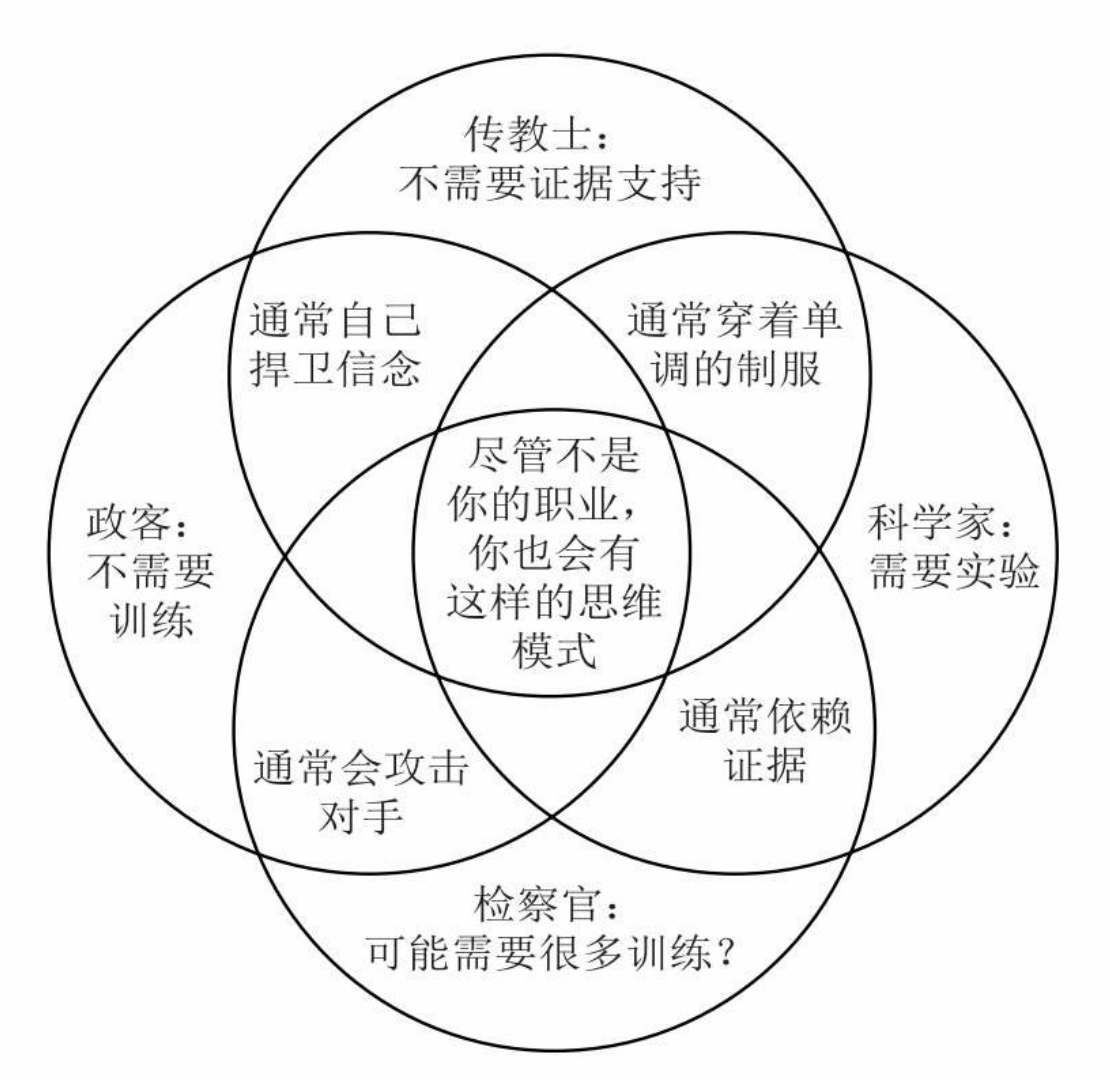 传教士：
不需要证据支持
通常自己
捍卫信念
通常穿着单
调的制服
政客：
不需要
训练
尽管不是
你的职业，
你也会有
这样的思维
模式
科学家：
需要实验
通常会攻击
对手
通常依赖
证据
检察官：
可能需要很多训练？